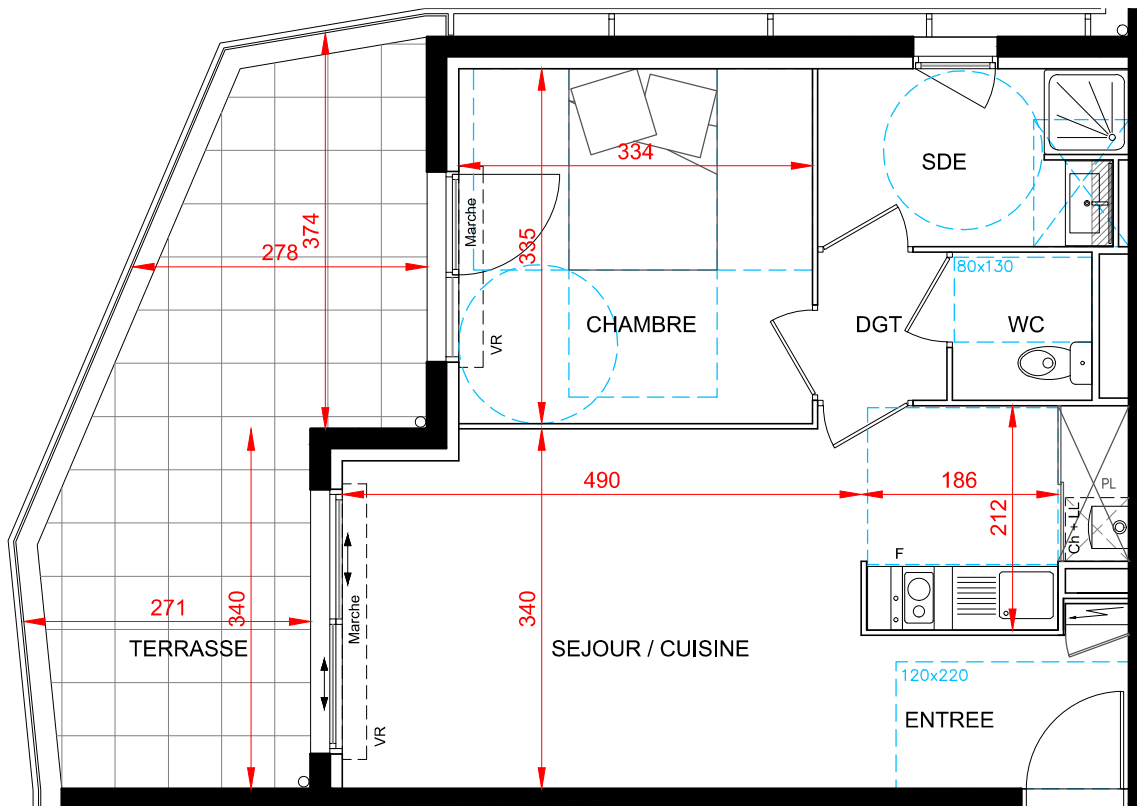 334
SDE
Marche
374
278
335
80x130
CHAMBRE
DGT
WC
VR
490
186
PL
212
Ch + LL
F
271
340
Marche
340
TERRASSE
SEJOUR / CUISINE
120x220
ENTREE
VR